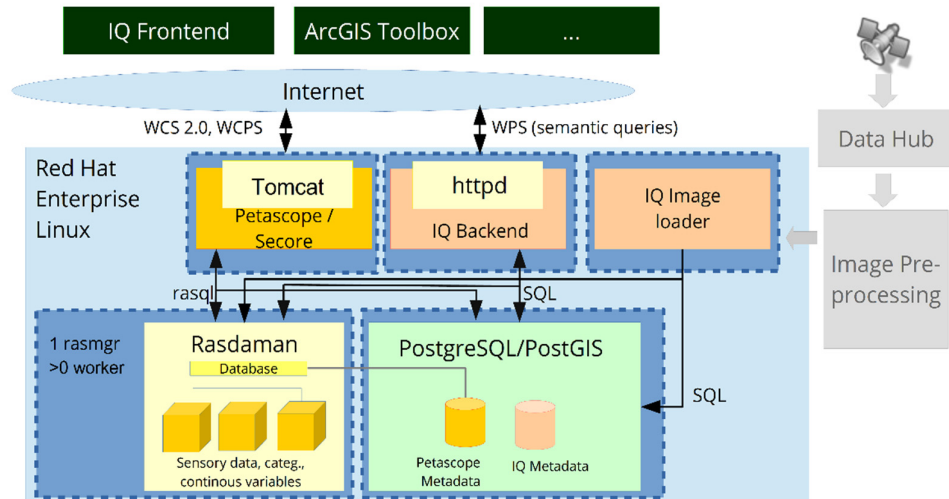 IQ Frontend
ArcGIS Toolbox
...
Internet
WCS 2.0, WCPS
WPS (semantic queries)
Data Hub
Red Hat
Enterprise
Linux
Tomcat
Petascope /
Secore
httpd
IQ Backend
IQ Image
loader
Image Pre-
processing
rasql
SQL
1 rasmgr
>0 worker
Rasdaman
Database
Sensory data, categ.,
continous variables
PostgreSQL/PostGIS
Petascope
Metadata
IQ Metadata
SQL